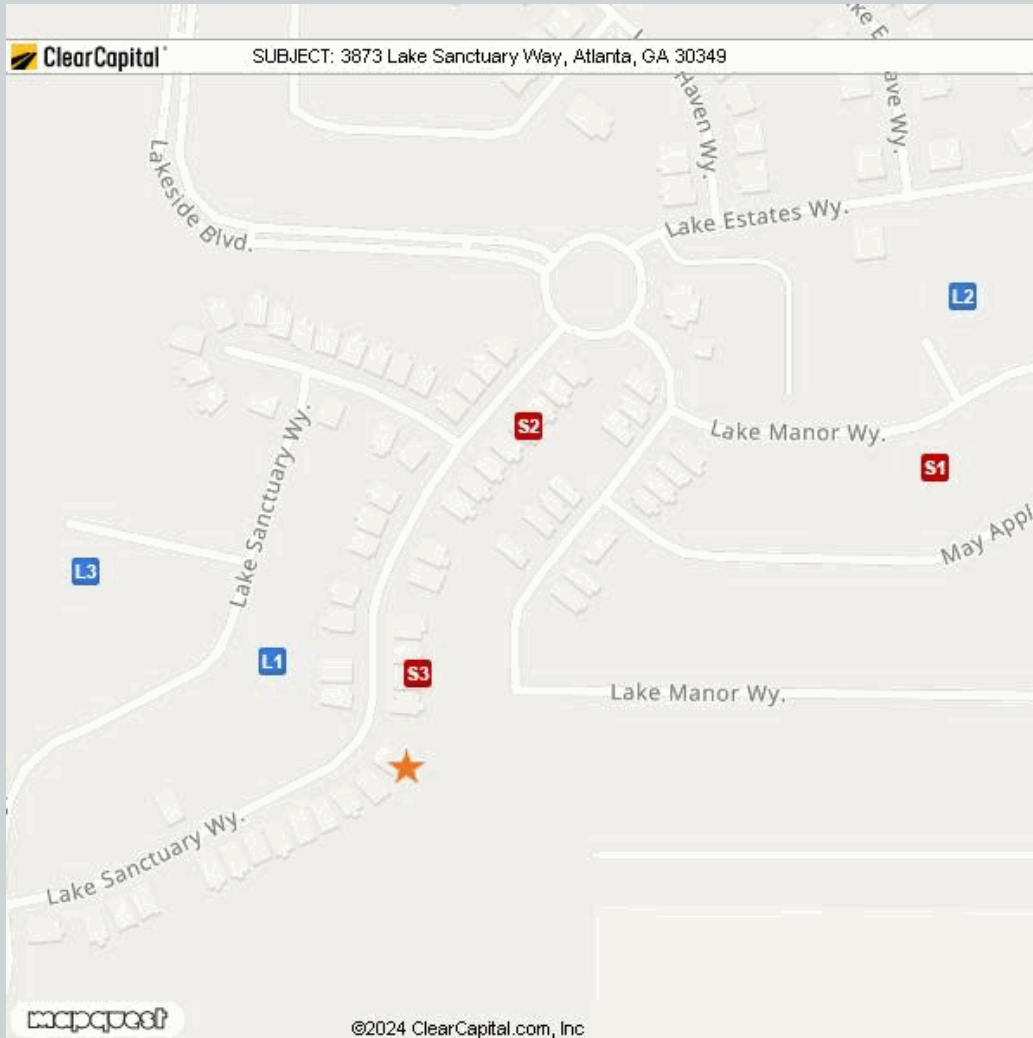 ClearCapital
SUBJECT: 3873 Lake Sanctuary Way, Atlanta, GA 30349
Lakeside Blvd.
Haven Wy.
Lake Estates Wy.
L2
S2
Lake Manor Wy.
S1
Lake Sanctuary Wy.
May Appl
L3
L1
S3
Lake Manor Wy.
Lake Sanctuary Wy.
mapquest
©2024 ClearCapital.com, Inc